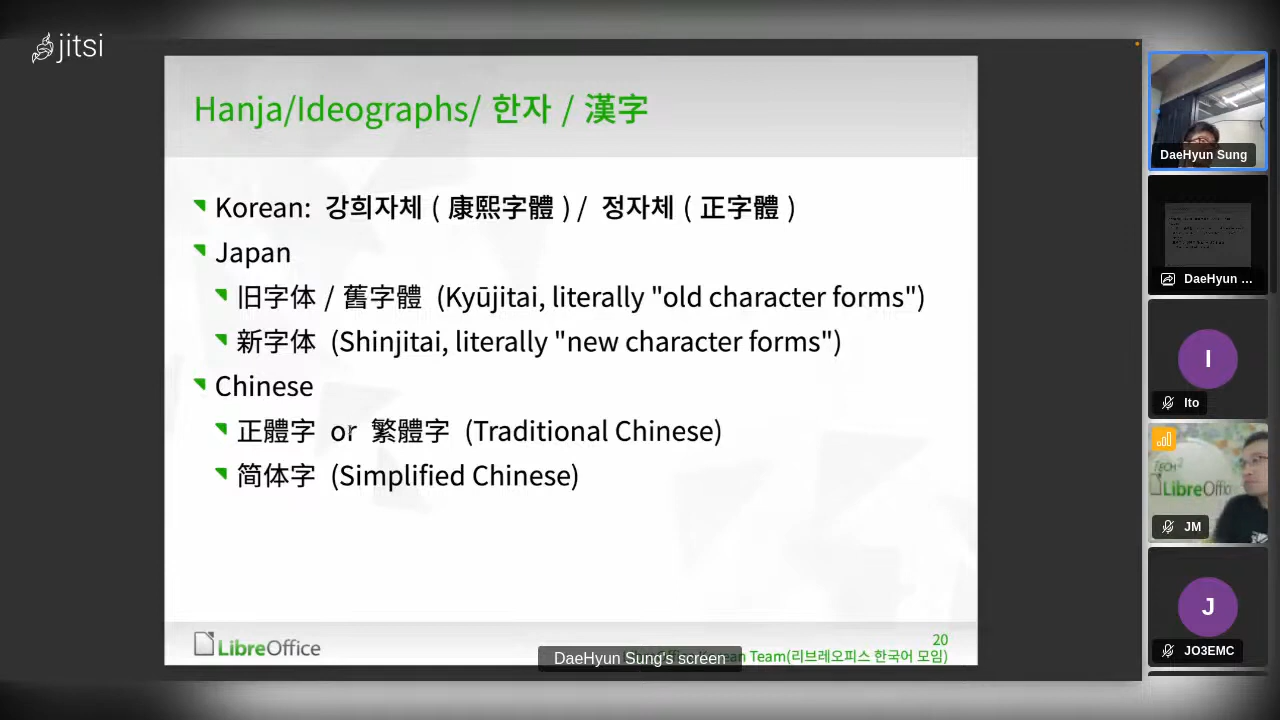 jitsi
Hanja/Ideographs/ 한자 / 漢字
Korean: 강희자체 ( 康熙字體 ) / 정자체 ( 正字體 )
Japan
旧字体 / 舊字體 (Kyūjitai, literally "old character forms")
新字体 (Shinjitai, literally "new character forms")
Chinese
正體字 or 繁體字 (Traditional Chinese)
简体字 (Simplified Chinese)
LibreOffice
20
Team(리브레오피스 한국어 모임)
DaeHyun Sung's screen
DaeHyun Sung
DaeHyun ...
I
Ito
TECH
LibreOffi
JM
J
JO3EMC